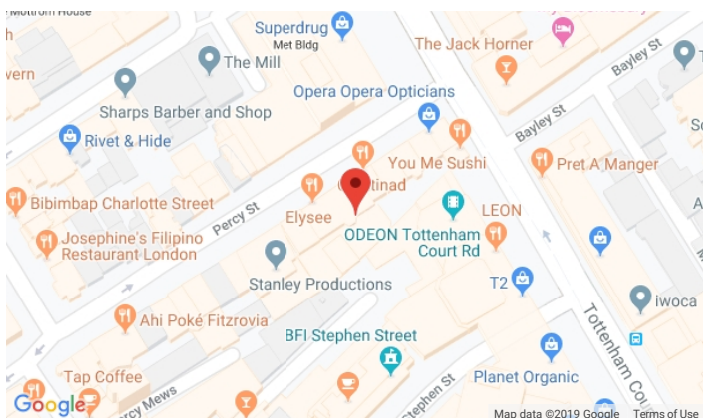 Mottrom House
Superdrug
Met Bldg
The Jack Horner
The Mill
Bayley St
vern
Opera Opera Opticians
Sharps Barber and Shop
Bayley St
Rivet & Hide
You Me Sushi
Pret A Manger
tinad
Bibimbap Charlotte Street
Elysee
LEON
Percy St
ODEON Tottenham
Court Rd
Josephine's Filipino
Restaurant London
Stanley Productions
T2
iwoca
Ahi Poké Fitzrovia
BFI Stephen Street
Tottenham Cou
Tap Coffee
Planet Organic
ercy Mews
Stephen St
Google
Map data ©2019 Google
Terms of Use